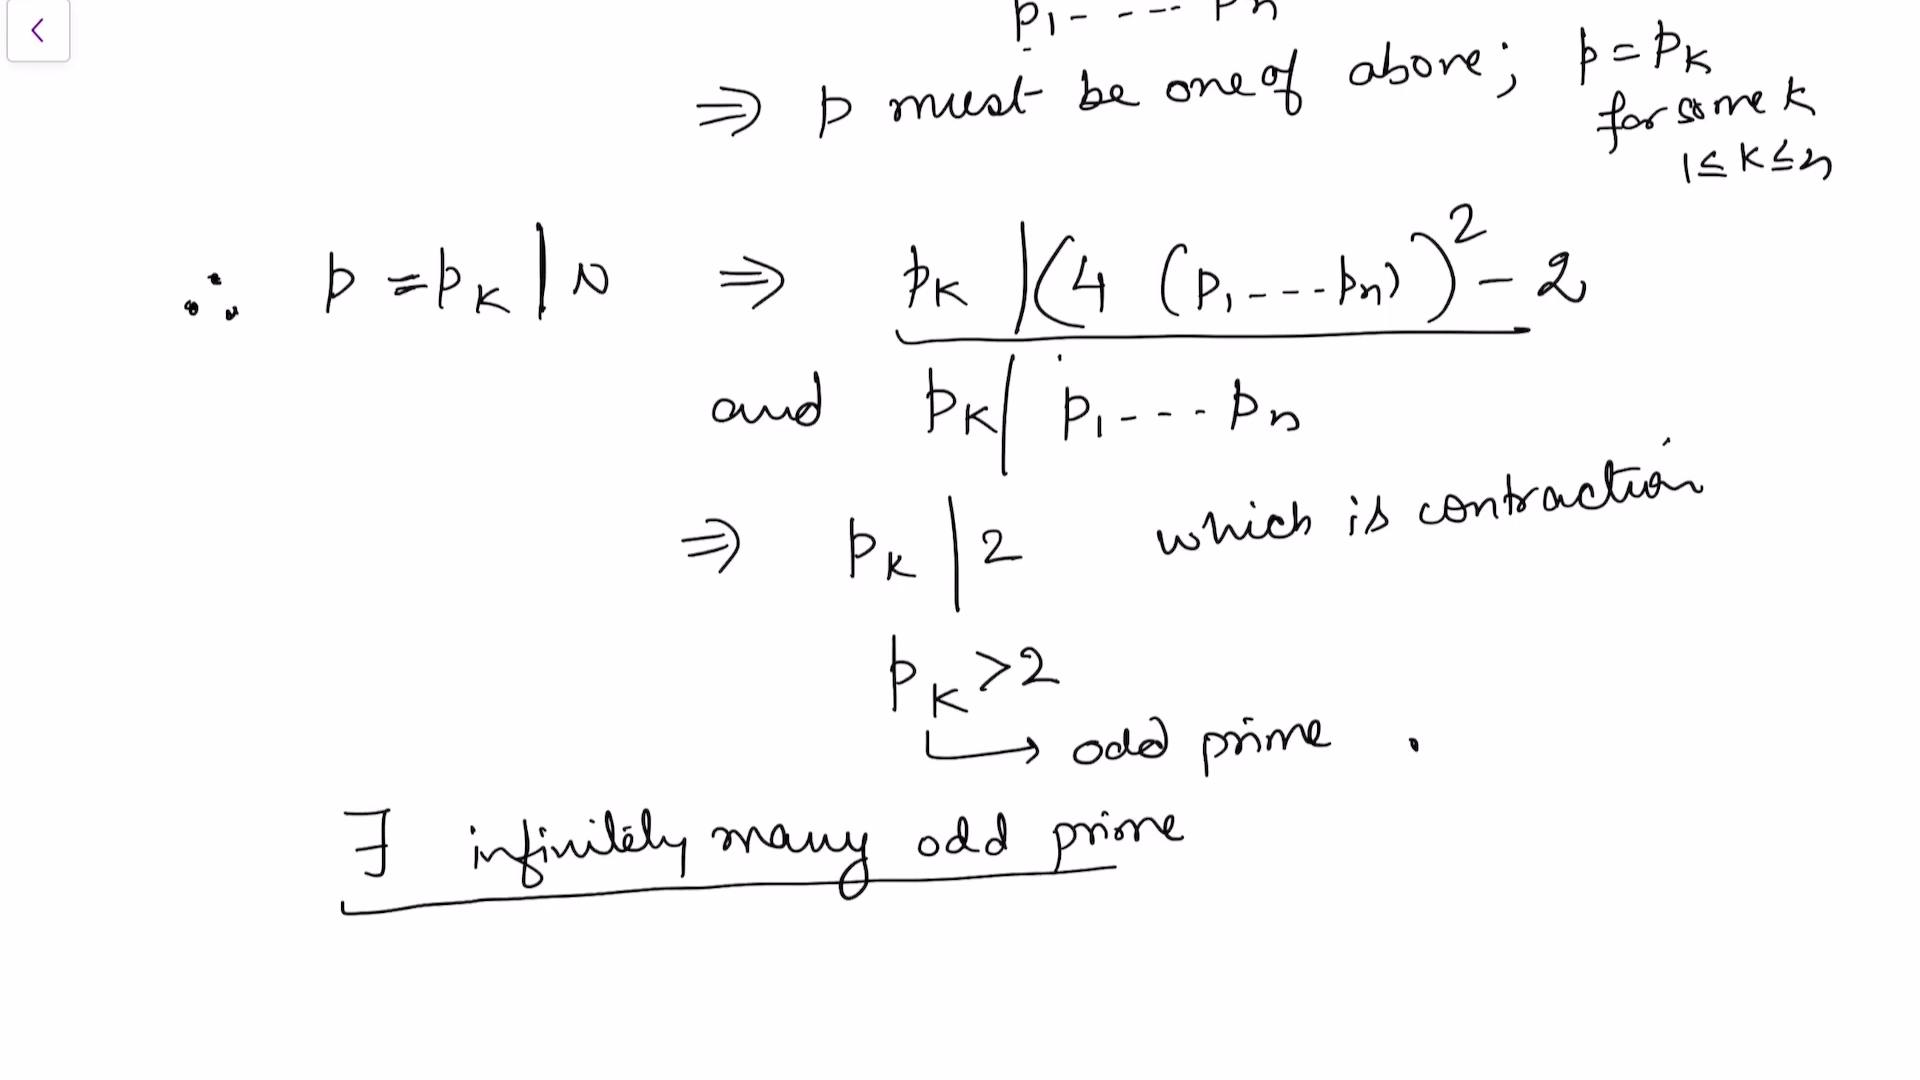 p₁ - - - - pₙ
⇒ p must be one of above; p = pₖ
for some k
1 ≤ k ≤ n
∴ p = pₖ | N ⇒ pₖ | (4 (p₁ - - - pₙ))² - 2
and pₖ | p₁ - - - pₙ
⇒ pₖ | 2 which is contraction
pₖ > 2
↳ odd prime .
∃ infinitely many odd prime